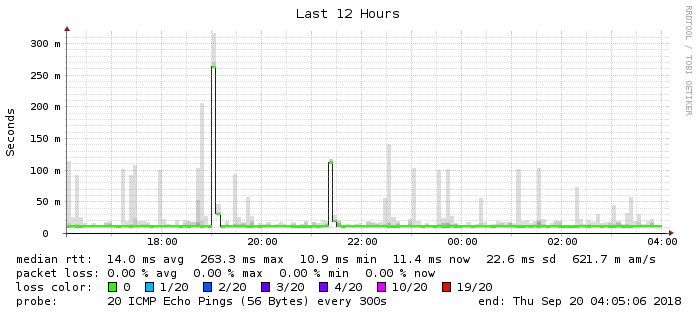 Last 12 Hours
RRDTOOL / TOBI OETIKER
Seconds
300 m
250 m
200 m
150 m
100 m
50 m
0
18:00 20:00 22:00 00:00 02:00 04:00
median rtt: 14.0 ms avg 263.3 ms max 10.9 ms min 11.4 ms now 22.6 ms sd 621.7 m am/s
packet loss: 0.00 % avg 0.00 % max 0.00 % min 0.00 % now
loss color: 0 1/20 2/20 3/20 4/20 10/20 19/20
probe: 20 ICMP Echo Pings (56 Bytes) every 300s end: Thu Sep 20 04:05:06 2018